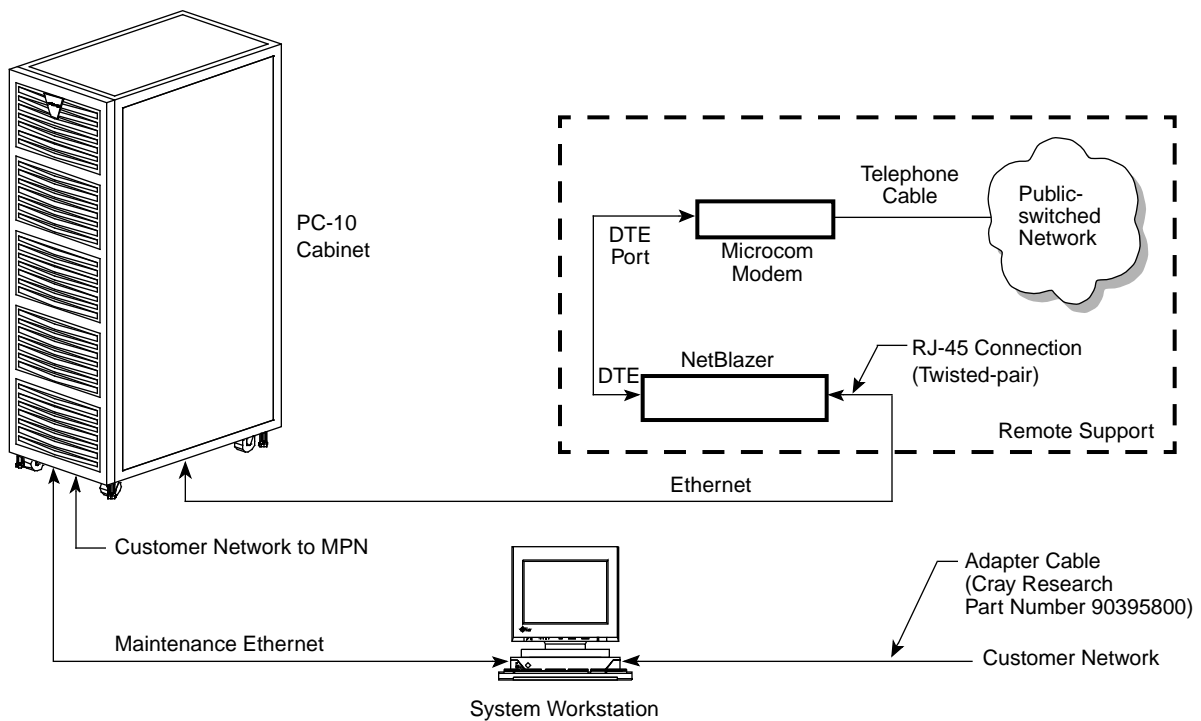 PC-10
Cabinet
Telephone
Cable
Public-
switched
Network
DTE
Port
Microcom
Modem
NetBlazer
DTE
RJ-45 Connection
(Twisted-pair)
Remote Support
Ethernet
Customer Network to MPN
Adapter Cable
(Cray Research
Part Number 90395800)
Maintenance Ethernet
Customer Network
System Workstation